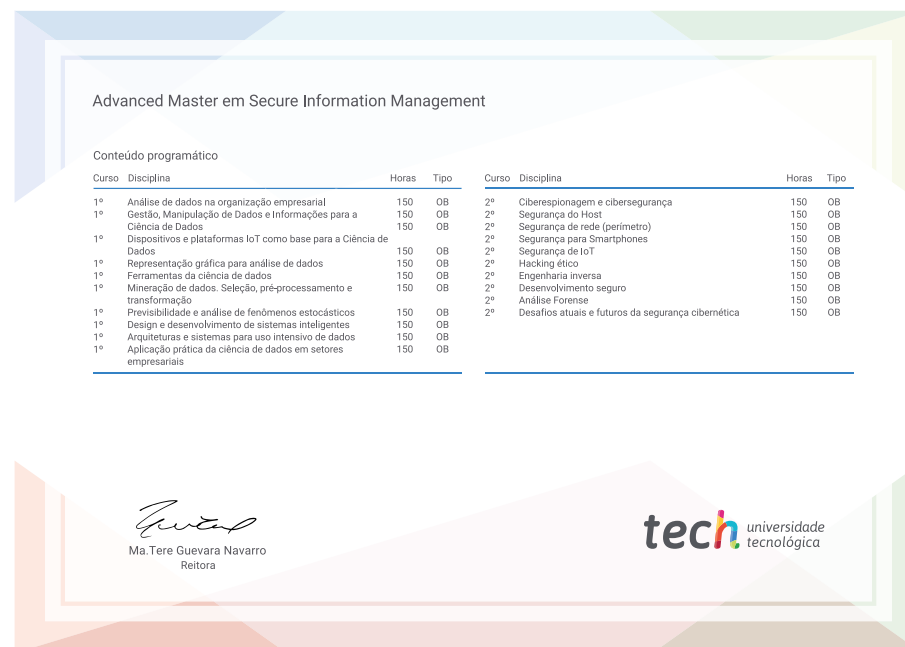 Advanced Master em Secure Information Management
Conteúdo programático
Curso Disciplina Horas Tipo
1º Análise de dados na organização empresarial 150 OB
1º Gestão, Manipulação de Dados e Informações para a 150 OB
Ciência de Dados 150 OB
1º Dispositivos e plataformas IoT como base para a Ciência de
Dados 150 OB
1º Representação gráfica para análise de dados 150 OB
1º Ferramentas da ciência de dados 150 OB
1º Mineração de dados. Seleção, pré-processamento e 150 OB
transformação
1º Previsibilidade e análise de fenômenos estocásticos 150 OB
1º Design e desenvolvimento de sistemas inteligentes 150 OB
1º Arquiteturas e sistemas para uso intensivo de dados 150 OB
1º Aplicação prática da ciência de dados em setores 150 OB
empresariais
Curso Disciplina Horas Tipo
2º Ciberespionagem e cibersegurança 150 OB
2º Segurança do Host 150 OB
2º Segurança de rede (perímetro) 150 OB
2º Segurança para Smartphones 150 OB
2º Segurança de IoT 150 OB
2º Hacking ético 150 OB
2º Engenharia inversa 150 OB
2º Desenvolvimento seguro 150 OB
2º Análise Forense 150 OB
2º Desafios atuais e futuros da segurança cibernética 150 OB
Ma.Tere Guevara Navarro
Reitora
tech universidade
tecnológica